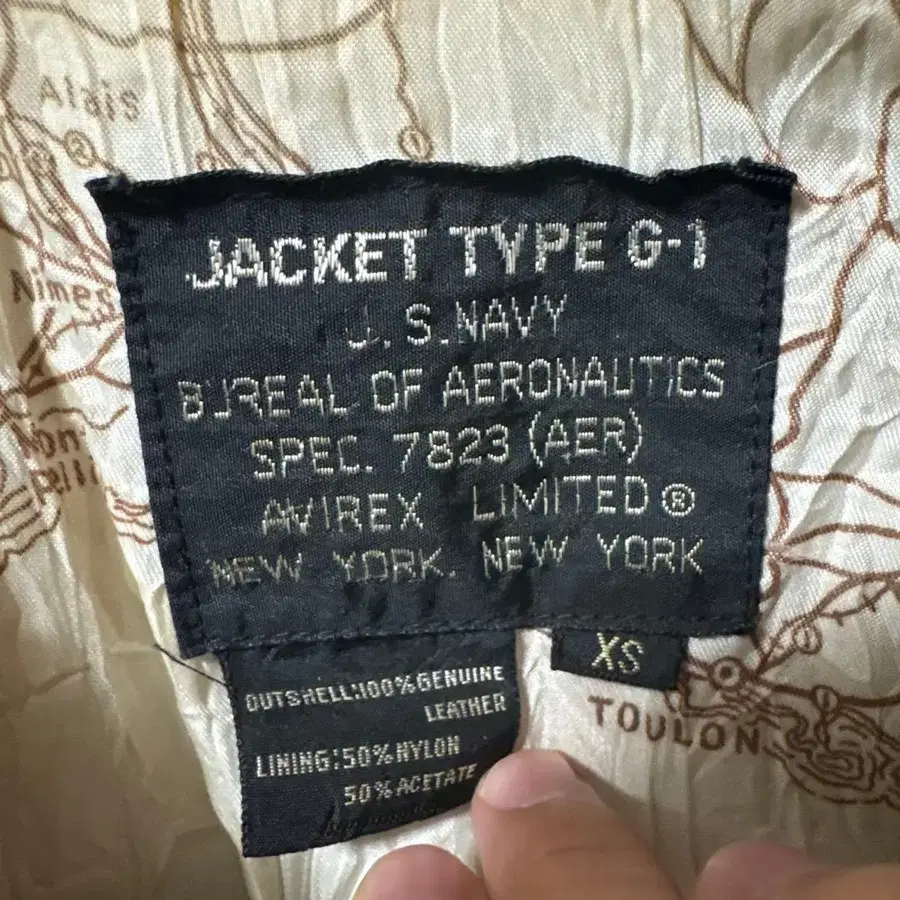 Alais
Nimes
JACKET TYPE G-1
U.S. NAVY
BUREAL OF AERONAUTICS
SPEC. 7823 (AER)
AVIREX LIMITED®
NEW YORK. NEW YORK
XS
OUTSHELL:100%GENUINE
LEATHER
LINING:50%NYLON
50%ACETATE
TOULON